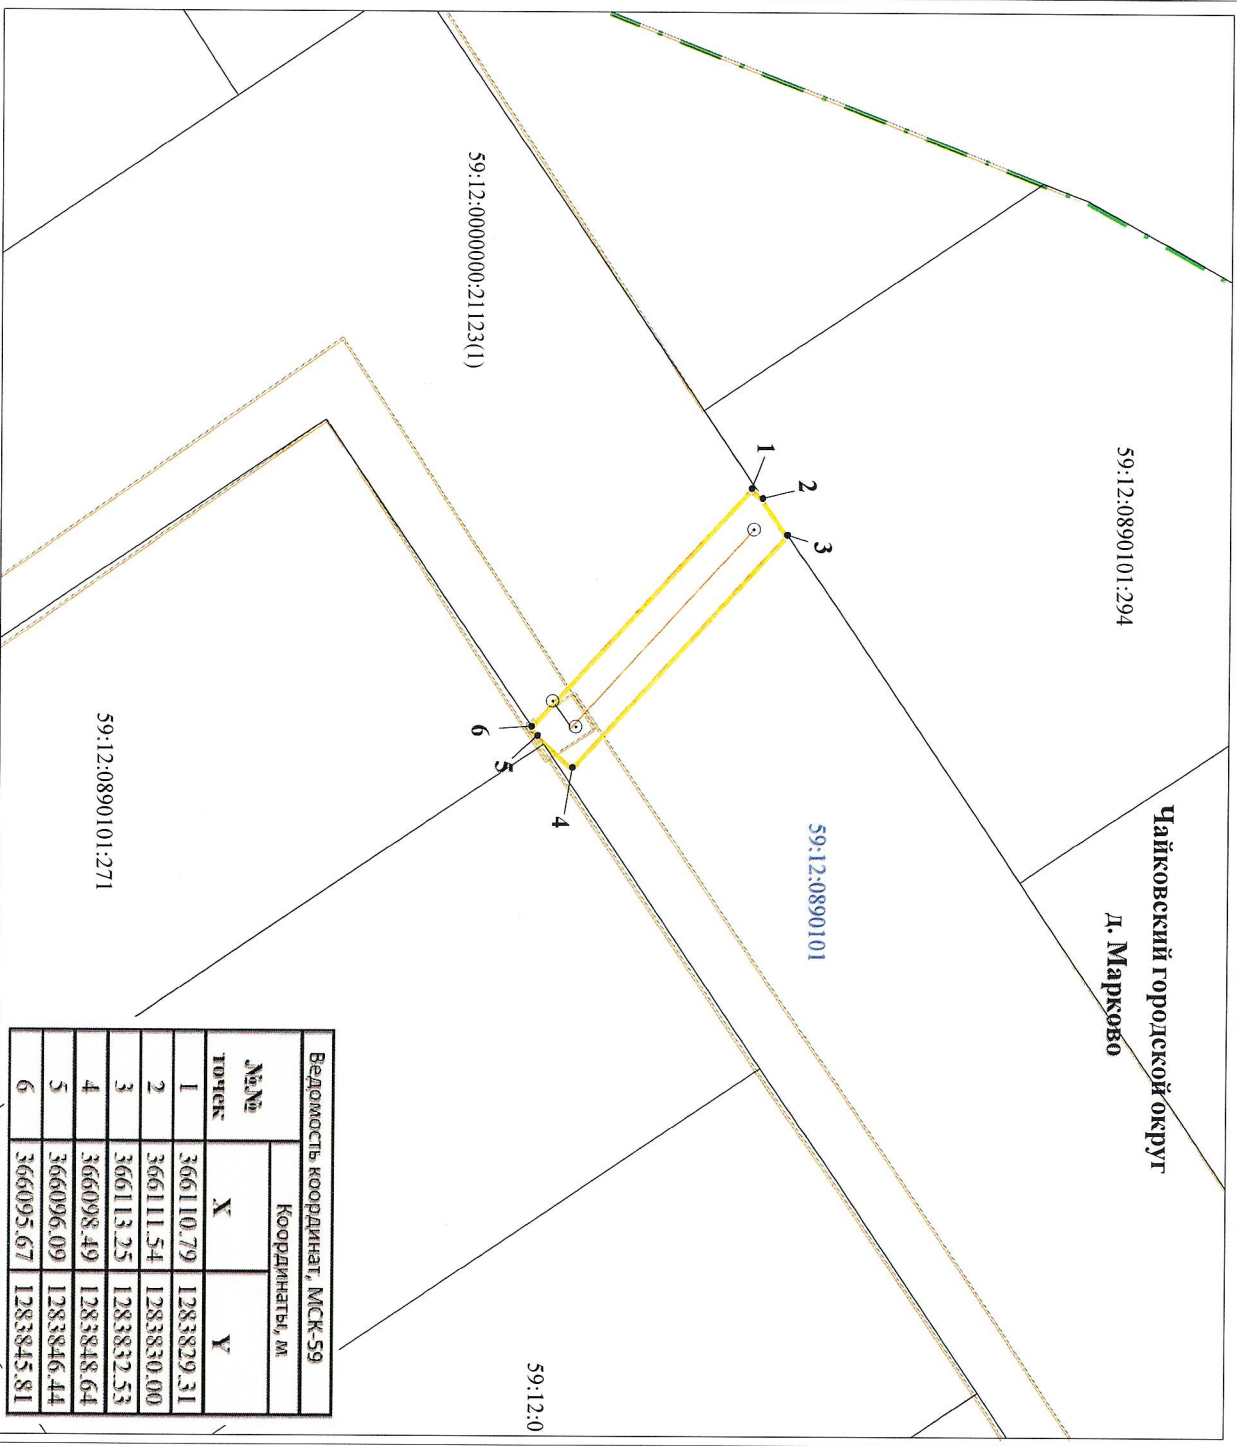 Чайковский городской округ
д. Марково
59:12:0890101:294
59:12:0890101
1
2
3
4
5
6
59:12:0000000:21123(1)
59:12:0890101:271
59:12:0
Ведомость координат, МСК-59
№№ точек
Координаты, м
X Y
1 366110.79 1283829.31
2 366111.54 1283830.00
3 366113.25 1283832.53
4 366098.49 1283848.64
5 366096.09 1283846.44
6 366095.67 1283845.81